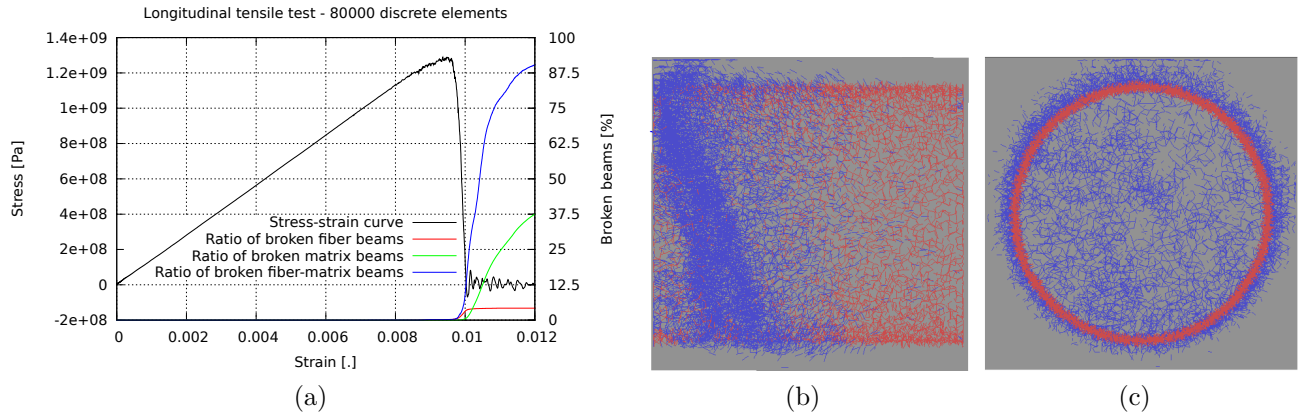 Longitudinal tensile test - 80000 discrete elements
1.4e+09
1.2e+09
1e+09
8e+08
6e+08
4e+08
2e+08
0
-2e+08
Stress [Pa]
100
87.5
75
62.5
50
37.5
25
12.5
0
Broken beams [%]
Stress-strain curve
Ratio of broken fiber beams
Ratio of broken matrix beams
Ratio of broken fiber-matrix beams
0 0.002 0.004 0.006 0.008 0.01 0.012
Strain [.]
(a) (b) (c)